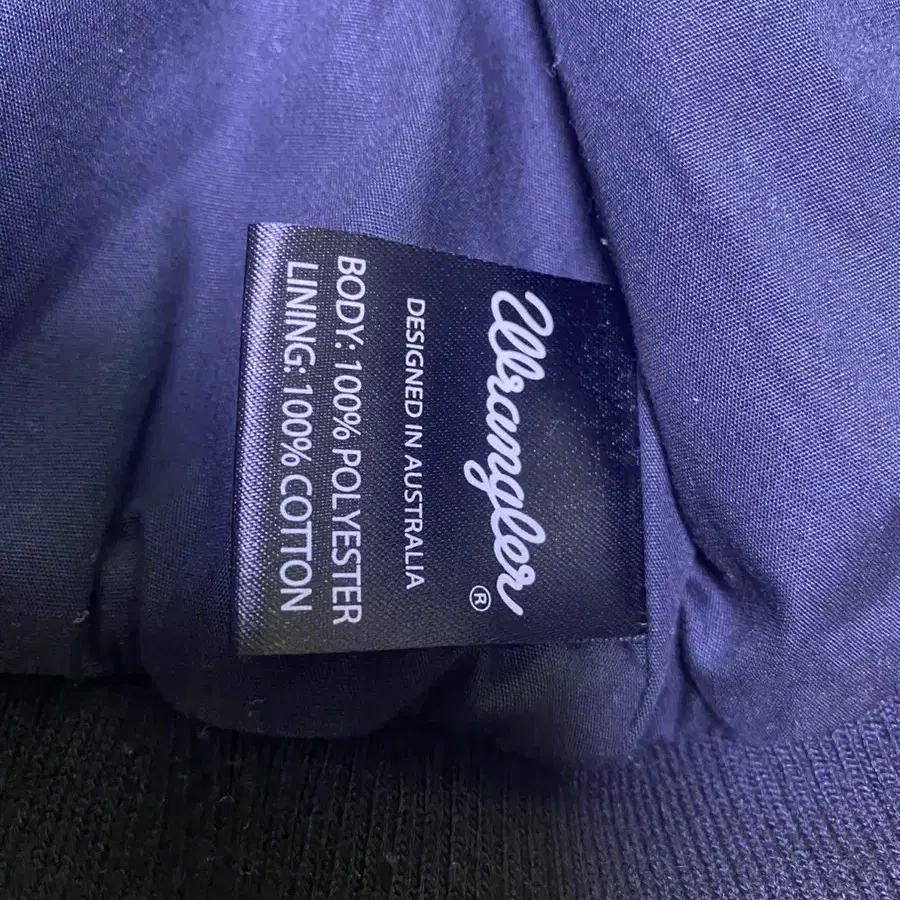 Wrangler®
DESIGNED IN AUSTRALIA
BODY: 100% POLYESTER
LINING: 100% COTTON